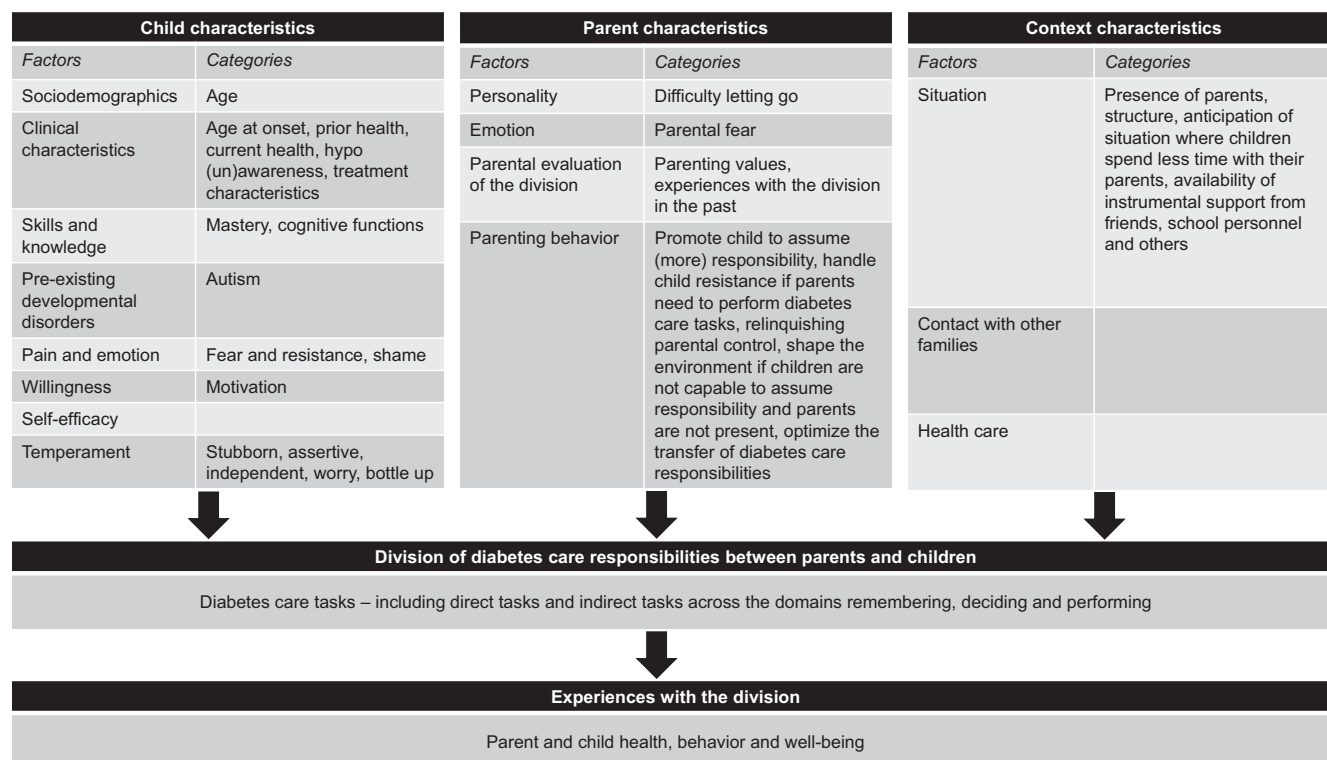 Child characteristics
Factors
Categories
Sociodemographics
Age
Clinical
characteristics
Age at onset, prior health,
current health, hypo
(un)awareness, treatment
characteristics
Skills and
knowledge
Mastery, cognitive functions
Pre-existing
developmental
disorders
Autism
Pain and emotion
Fear and resistance, shame
Willingness
Motivation
Self-efficacy
Temperament
Stubborn, assertive,
independent, worry, bottle up
Parent characteristics
Factors
Categories
Personality
Difficulty letting go
Emotion
Parental fear
Parental evaluation
of the division
Parenting values,
experiences with the division
in the past
Parenting behavior
Promote child to assume
(more) responsibility, handle
child resistance if parents
need to perform diabetes
care tasks, relinquishing
parental control, shape the
environment if children are
not capable to assume
responsibility and parents
are not present, optimize the
transfer of diabetes care
responsibilities
Context characteristics
Factors
Categories
Situation
Presence of parents,
structure, anticipation of
situation where children
spend less time with their
parents, availability of
instrumental support from
friends, school personnel
and others
Contact with other
families
Health care
Division of diabetes care responsibilities between parents and children
Diabetes care tasks – including direct tasks and indirect tasks across the domains remembering, deciding and performing
Experiences with the division
Parent and child health, behavior and well-being